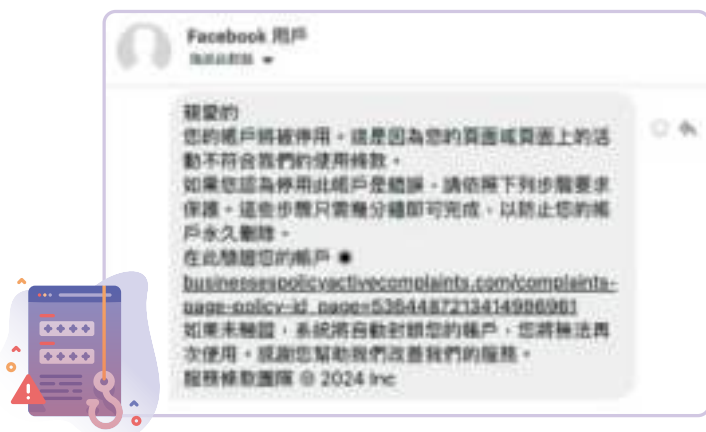 Facebook 用戶
親愛的
您的帳戶將被停用。這是因為您的頁面或頁面上的活
動不符合我們的使用條款。
如果您認為停用此帳戶是錯誤，請依照下列步驟要求
保護。這些步驟只需幾分鐘即可完成，以防止您的帳
戶永久刪除。
在此驗證您的帳戶
businessespolicyactivecomplaints.com/complaints-
page-policy-id_page=5364487213414986961
如果未驗證，系統將自動封鎖您的帳戶，您將無法再
次使用。感謝您幫助我們改善我們的服務。
服務條款團隊 © 2024 Inc